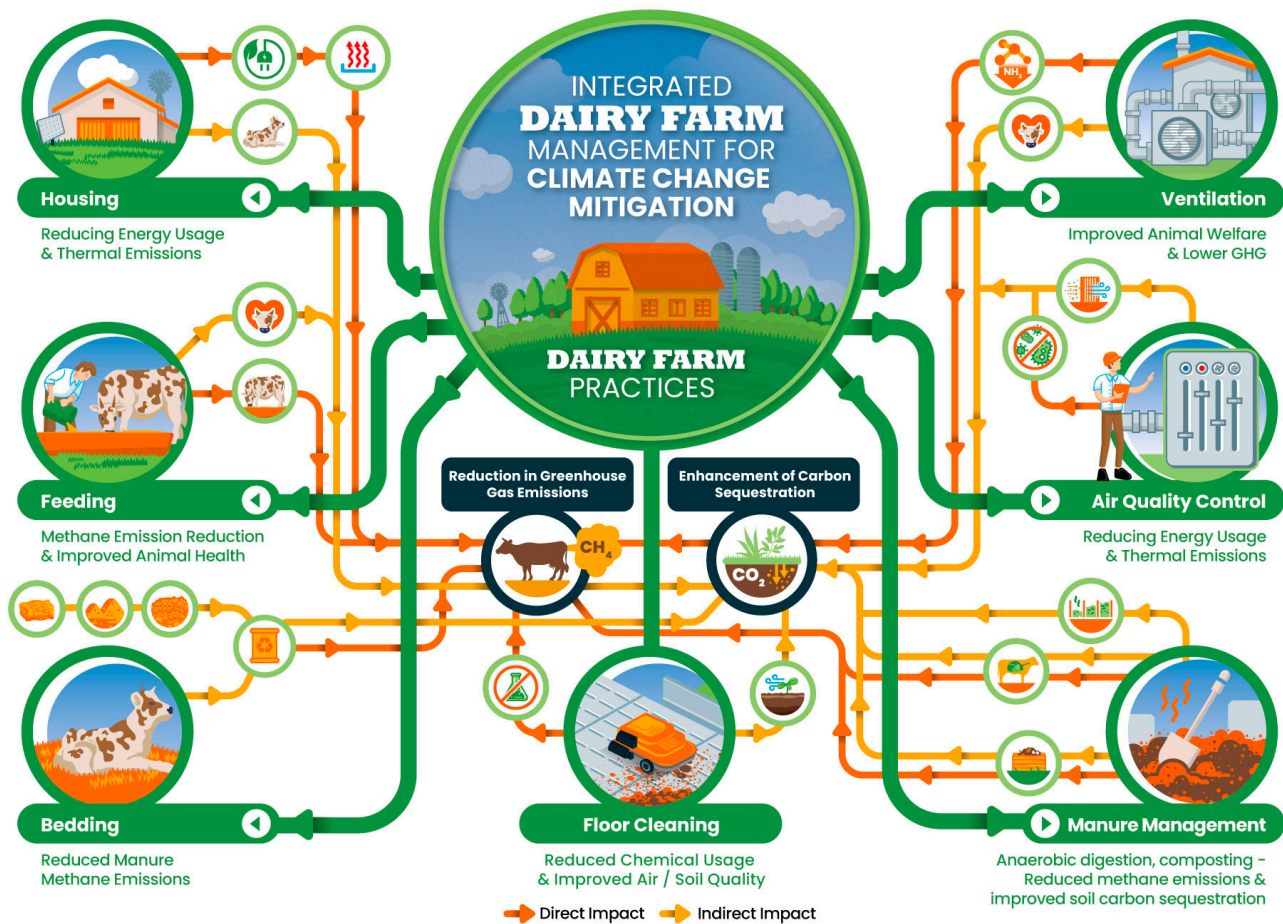 INTEGRATED
DAIRY FARM
MANAGEMENT FOR
CLIMATE CHANGE
MITIGATION
DAIRY FARM
PRACTICES
Housing
Reducing Energy Usage
& Thermal Emissions
Feeding
Methane Emission Reduction
& Improved Animal Health
Bedding
Reduced Manure
Methane Emissions
Reduction in Greenhouse
Gas Emissions
CH4
Enhancement of Carbon
Sequestration
CO2
Floor Cleaning
Reduced Chemical Usage
& Improved Air / Soil Quality
NH3
Ventilation
Improved Animal Welfare
& Lower GHG
Air Quality Control
Reducing Energy Usage
& Thermal Emissions
Manure Management
Anaerobic digestion, composting -
Reduced methane emissions &
improved soil carbon sequestration
Direct Impact
Indirect Impact